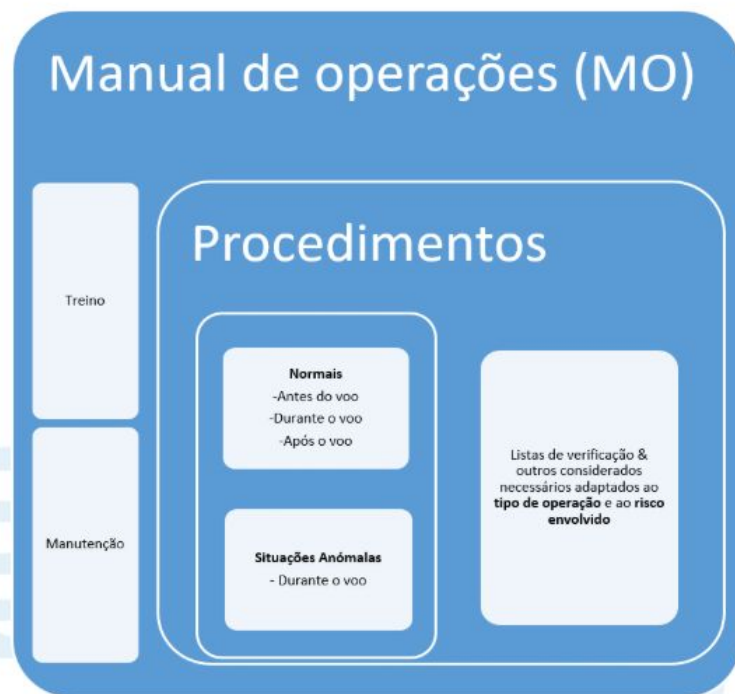 Manual de operações (MO)
Treino
Manutenção
Procedimentos
Normais
-Antes do voo
-Durante o voo
-Após o voo
Situações Anómalas
- Durante o voo
Listas de verificação &
outros considerados
necessários adaptados ao
tipo de operação e ao risco
envolvido